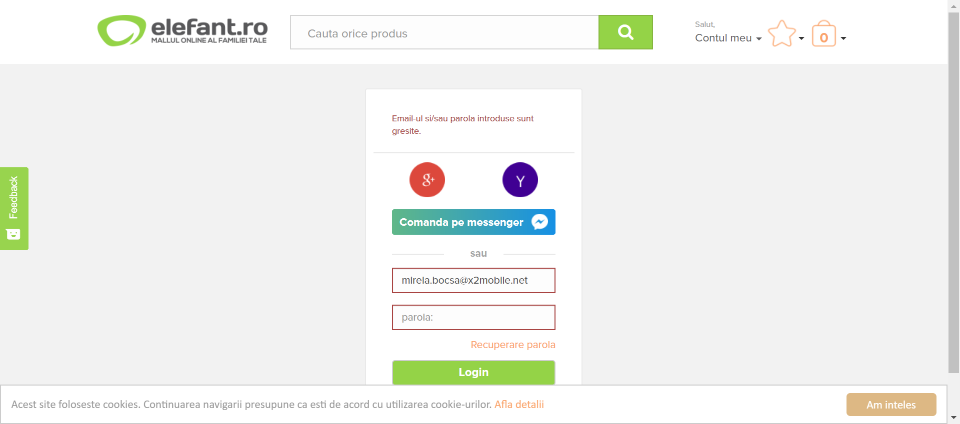 elefant.ro
MALLUL ONLINE AL FAMILIEI TALE
Cauta orice produs
Salut,
Contul meu
0
Email-ul si/sau parola introduse sunt
gresite.
g+
Y
Feedback
Comanda pe messenger
sau
mirela.bocsa@x2mobile.net
parola:
Recuperare parola
Login
Acest site foloseste cookies. Continuarea navigarii presupune ca esti de acord cu utilizarea cookie-urilor. Afla detalii
Am inteles